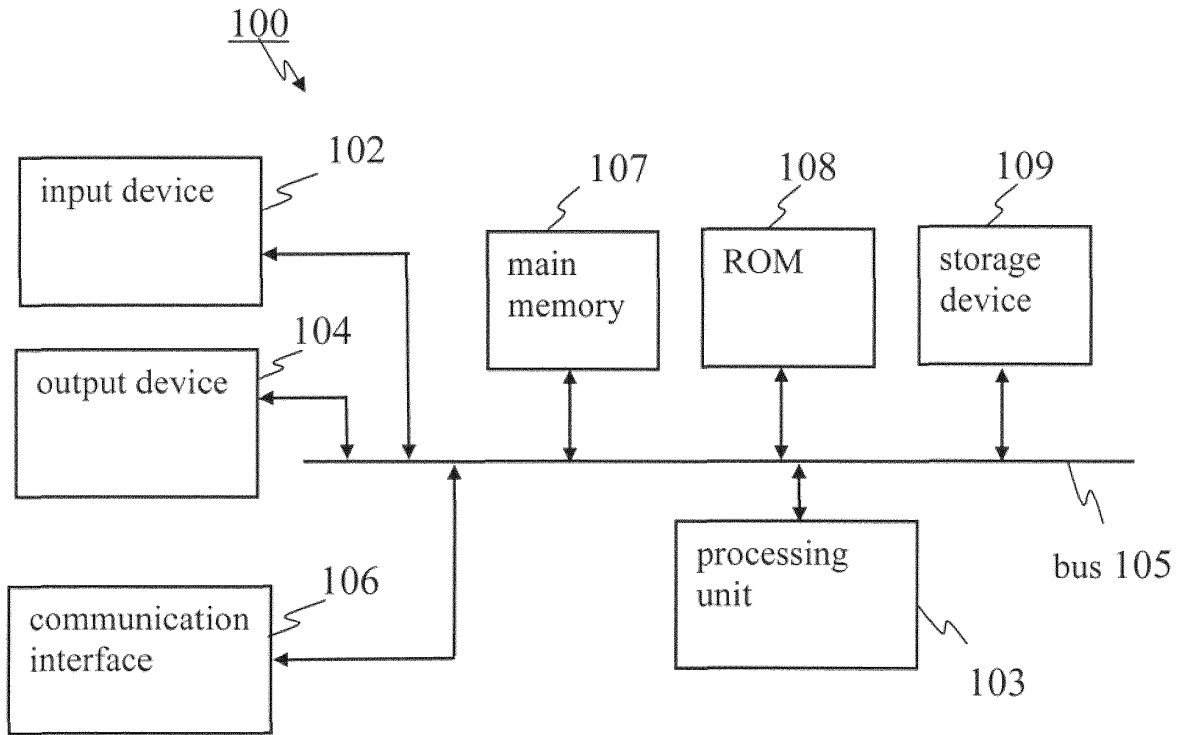 100
102
input device
107
main
memory
108
ROM
109
storage
device
104
output device
106
communication
interface
processing
unit
103
bus 105